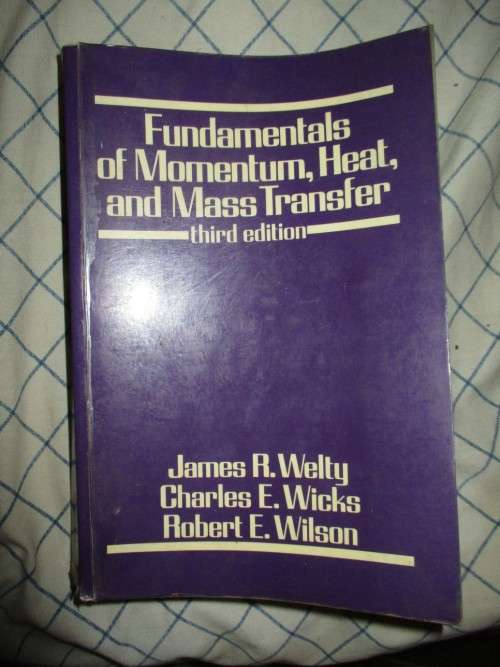 Fundamentals
of Momentum, Heat,
and Mass Transfer
third edition
James R. Welty
Charles E. Wicks
Robert E. Wilson